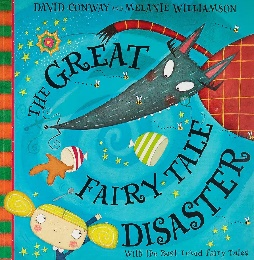 DAVID CONWAY AND MELANIE WILLIAMSON
THE GREAT
FAIRY TALE
DISASTER
With the Best Loved Fairy Tales